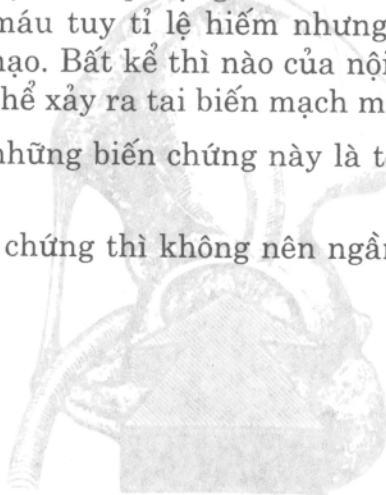 máu tuy tỉ lệ hiếm nhưng
nạo. Bất kể thì nào của nội
hể xảy ra tai biến mạch m
những biến chứng này là t
chứng thì không nên ngần